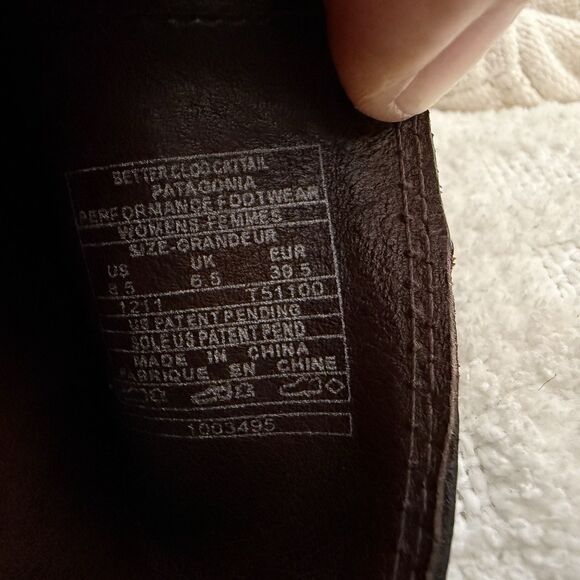 BETTER CLOG CATTAIL
PATAGONIA
PERFORMANCE FOOTWEAR
WOMENS-FEMMES
SIZE-GRANDEUR
US UK EUR
8.5 6.5 39.5
1211 T51100
US PATENT PENDING
SOLE US PATENT PEND
MADE IN CHINA
FABRIQUE EN CHINE
1003495